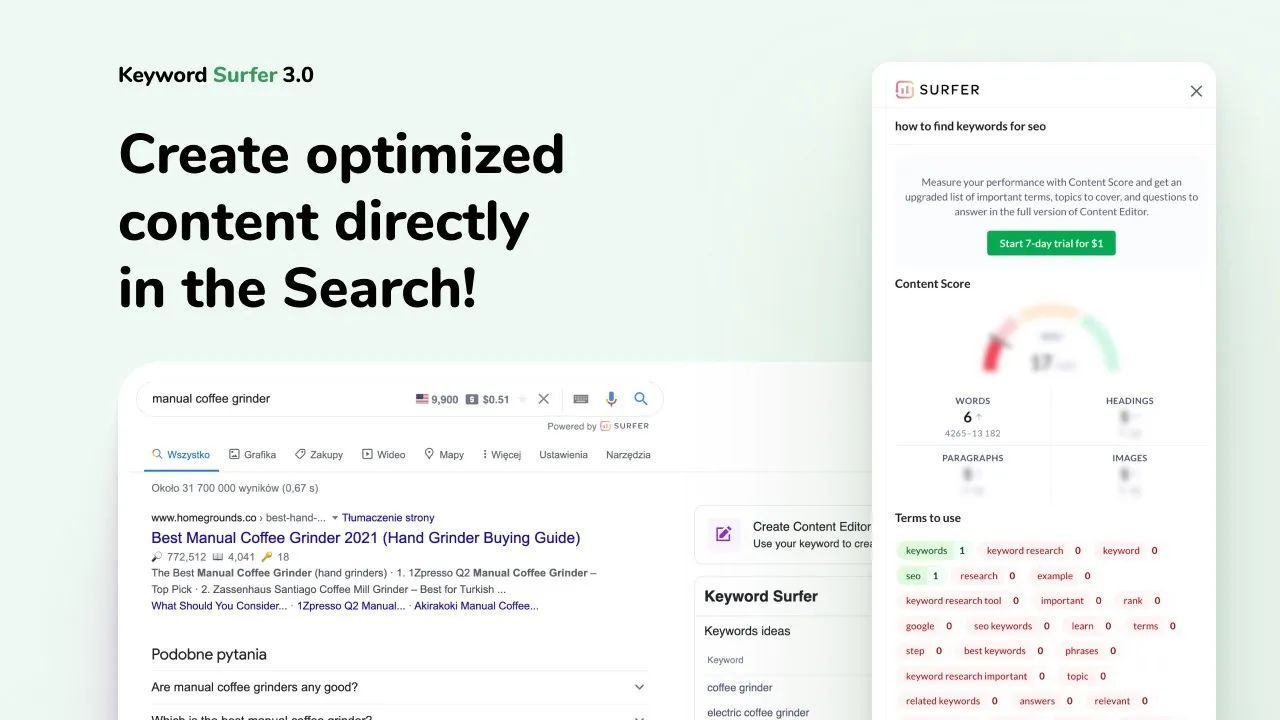 Keyword Surfer 3.0
Create optimized
content directly
in the Search!
manual coffee grinder
9,900
$0.51
Powered by SURFER
Wszystko
Grafika
Zakupy
Wideo
Mapy
Więcej
Ustawienia
Narzędzia
Około 31 700 000 wyników (0,67 s)
www.homegrounds.co › best-hand-... Tłumaczenie strony
Best Manual Coffee Grinder 2021 (Hand Grinder Buying Guide)
772,512 4,041 18
The Best Manual Coffee Grinder (hand grinders) · 1. 1Zpresso Q2 Manual Coffee Grinder –
Top Pick · 2. Zassenhaus Santiago Coffee Mill Grinder – Best for Turkish ...
What Should You Consider... · 1Zpresso Q2 Manual... · Akirakoki Manual Coffee...
Podobne pytania
Are manual coffee grinders any good?
Which is the best manual coffee grinder?
Create Content Editor
Use your keyword to crea
Keyword Surfer
Keywords ideas
Keyword
coffee grinder
electric coffee grinder
SURFER
how to find keywords for seo
Measure your performance with Content Score and get an
upgraded list of important terms, topics to cover, and questions to
answer in the full version of Content Editor.
Start 7-day trial for $1
Content Score
17
WORDS
6
4265–13 182
HEADINGS
PARAGRAPHS
IMAGES
Terms to use
keywords 1 keyword research 0 keyword 0
seo 1 research 0 example 0
keyword research tool 0 important 0 rank 0
google 0 seo keywords 0 learn 0 terms 0
step 0 best keywords 0 phrases 0
keyword research important 0 topic 0
related keywords 0 answers 0 relevant 0